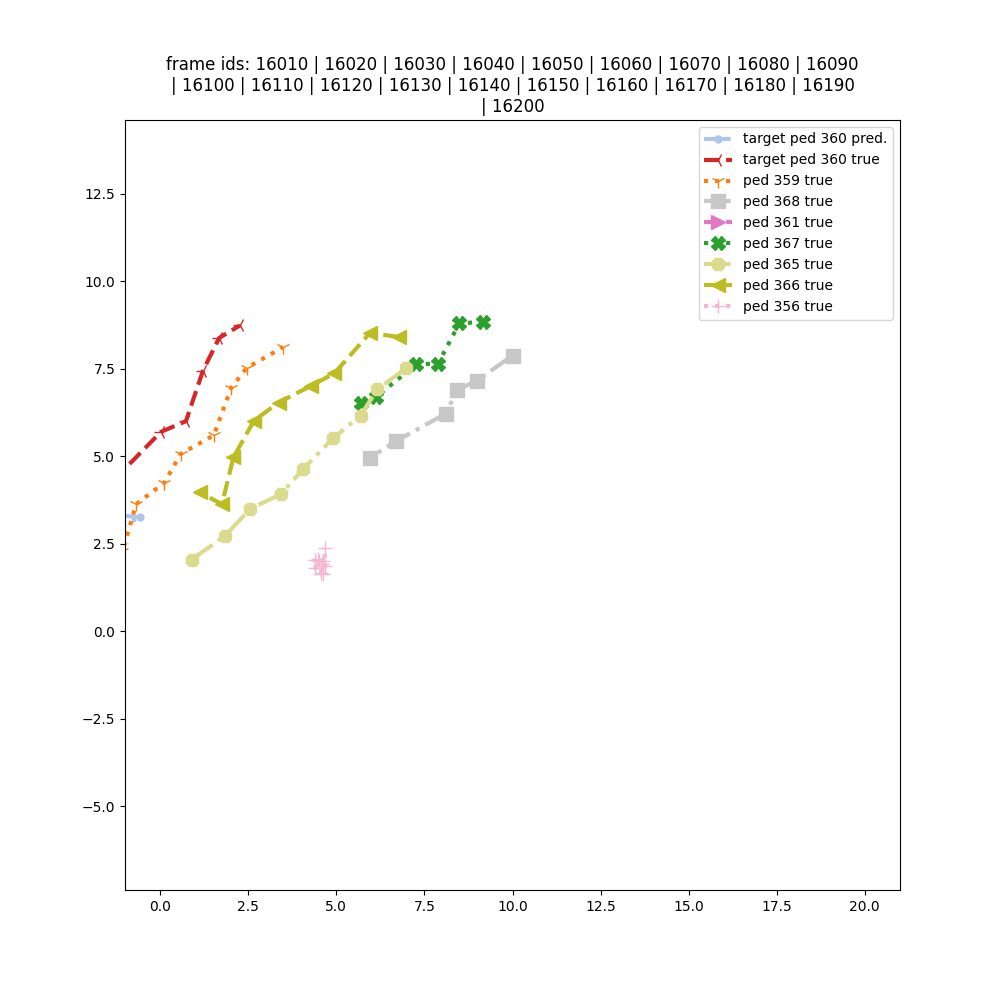 frame ids: 16010 | 16020 | 16030 | 16040 | 16050 | 16060 | 16070 | 16080 | 16090
| 16100 | 16110 | 16120 | 16130 | 16140 | 16150 | 16160 | 16170 | 16180 | 16190
| 16200
target ped 360 pred.
target ped 360 true
ped 359 true
ped 368 true
ped 361 true
ped 367 true
ped 365 true
ped 366 true
ped 356 true
12.5
10.0
7.5
5.0
2.5
0.0
−2.5
−5.0
0.0 2.5 5.0 7.5 10.0 12.5 15.0 17.5 20.0